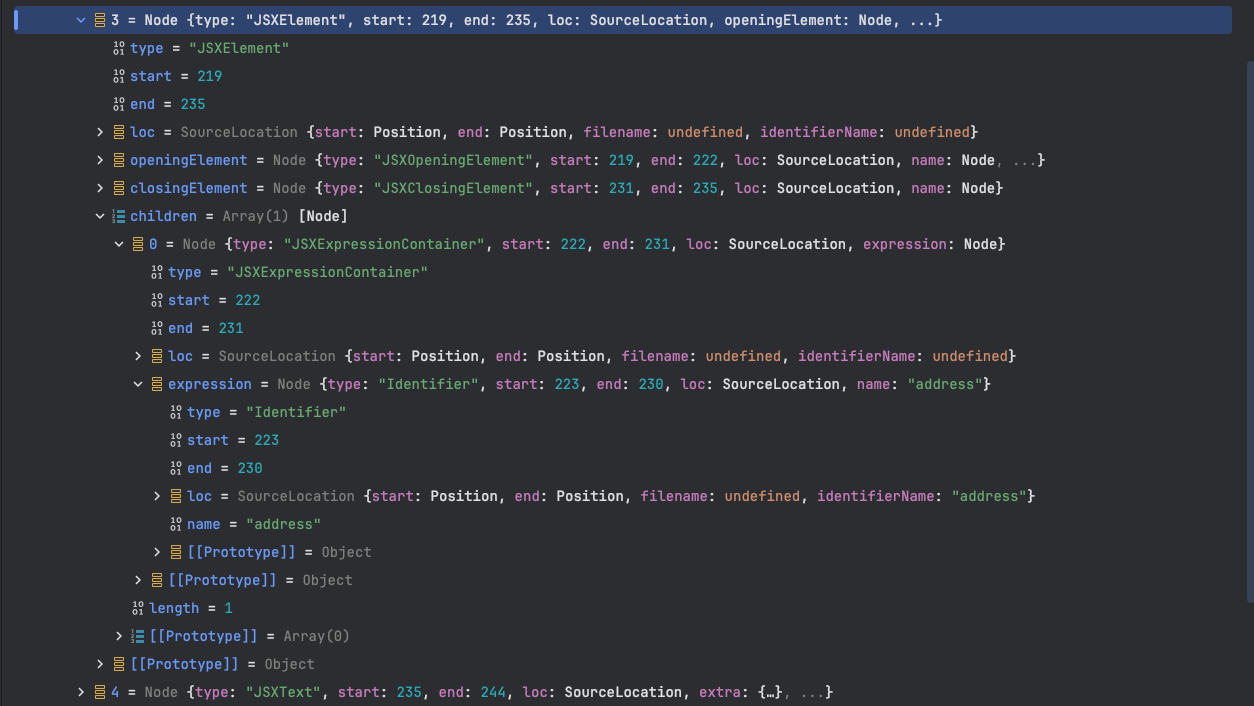 3 = Node {type: "JSXElement", start: 219, end: 235, loc: SourceLocation, openingElement: Node, ...}
type = "JSXElement"
start = 219
end = 235
loc = SourceLocation {start: Position, end: Position, filename: undefined, identifierName: undefined}
openingElement = Node {type: "JSXOpeningElement", start: 219, end: 222, loc: SourceLocation, name: Node, ...}
closingElement = Node {type: "JSXClosingElement", start: 231, end: 235, loc: SourceLocation, name: Node}
children = Array(1) [Node]
0 = Node {type: "JSXExpressionContainer", start: 222, end: 231, loc: SourceLocation, expression: Node}
type = "JSXExpressionContainer"
start = 222
end = 231
loc = SourceLocation {start: Position, end: Position, filename: undefined, identifierName: undefined}
expression = Node {type: "Identifier", start: 223, end: 230, loc: SourceLocation, name: "address"}
type = "Identifier"
start = 223
end = 230
loc = SourceLocation {start: Position, end: Position, filename: undefined, identifierName: "address"}
name = "address"
[[Prototype]] = Object
[[Prototype]] = Object
length = 1
[[Prototype]] = Array(0)
[[Prototype]] = Object
4 = Node {type: "JSXText", start: 235, end: 244, loc: SourceLocation, extra: {…}, ...}